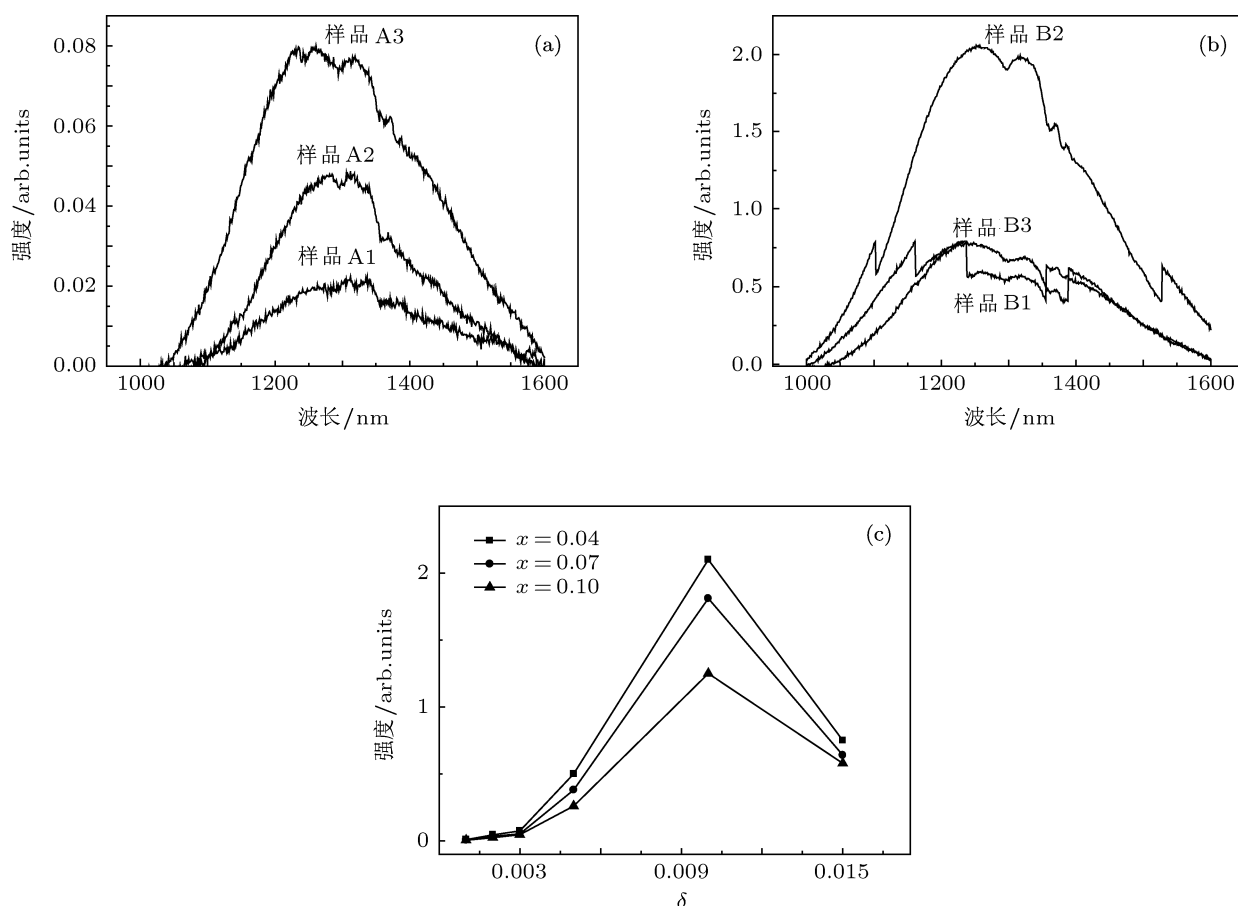 样品 A3
(a)
样品 A2
样品 A1
0.08
0.06
0.04
0.02
0.00
强度/arb.units
1000
1200
1400
1600
波长/nm
样品 B2
(b)
样品 B3
样品 B1
2.0
1.5
1.0
0.5
0.0
强度/arb.units
1000
1200
1400
1600
波长/nm
x = 0.04
x = 0.07
x = 0.10
(c)
2
1
0
强度/arb.units
0.003
0.009
0.015
δ